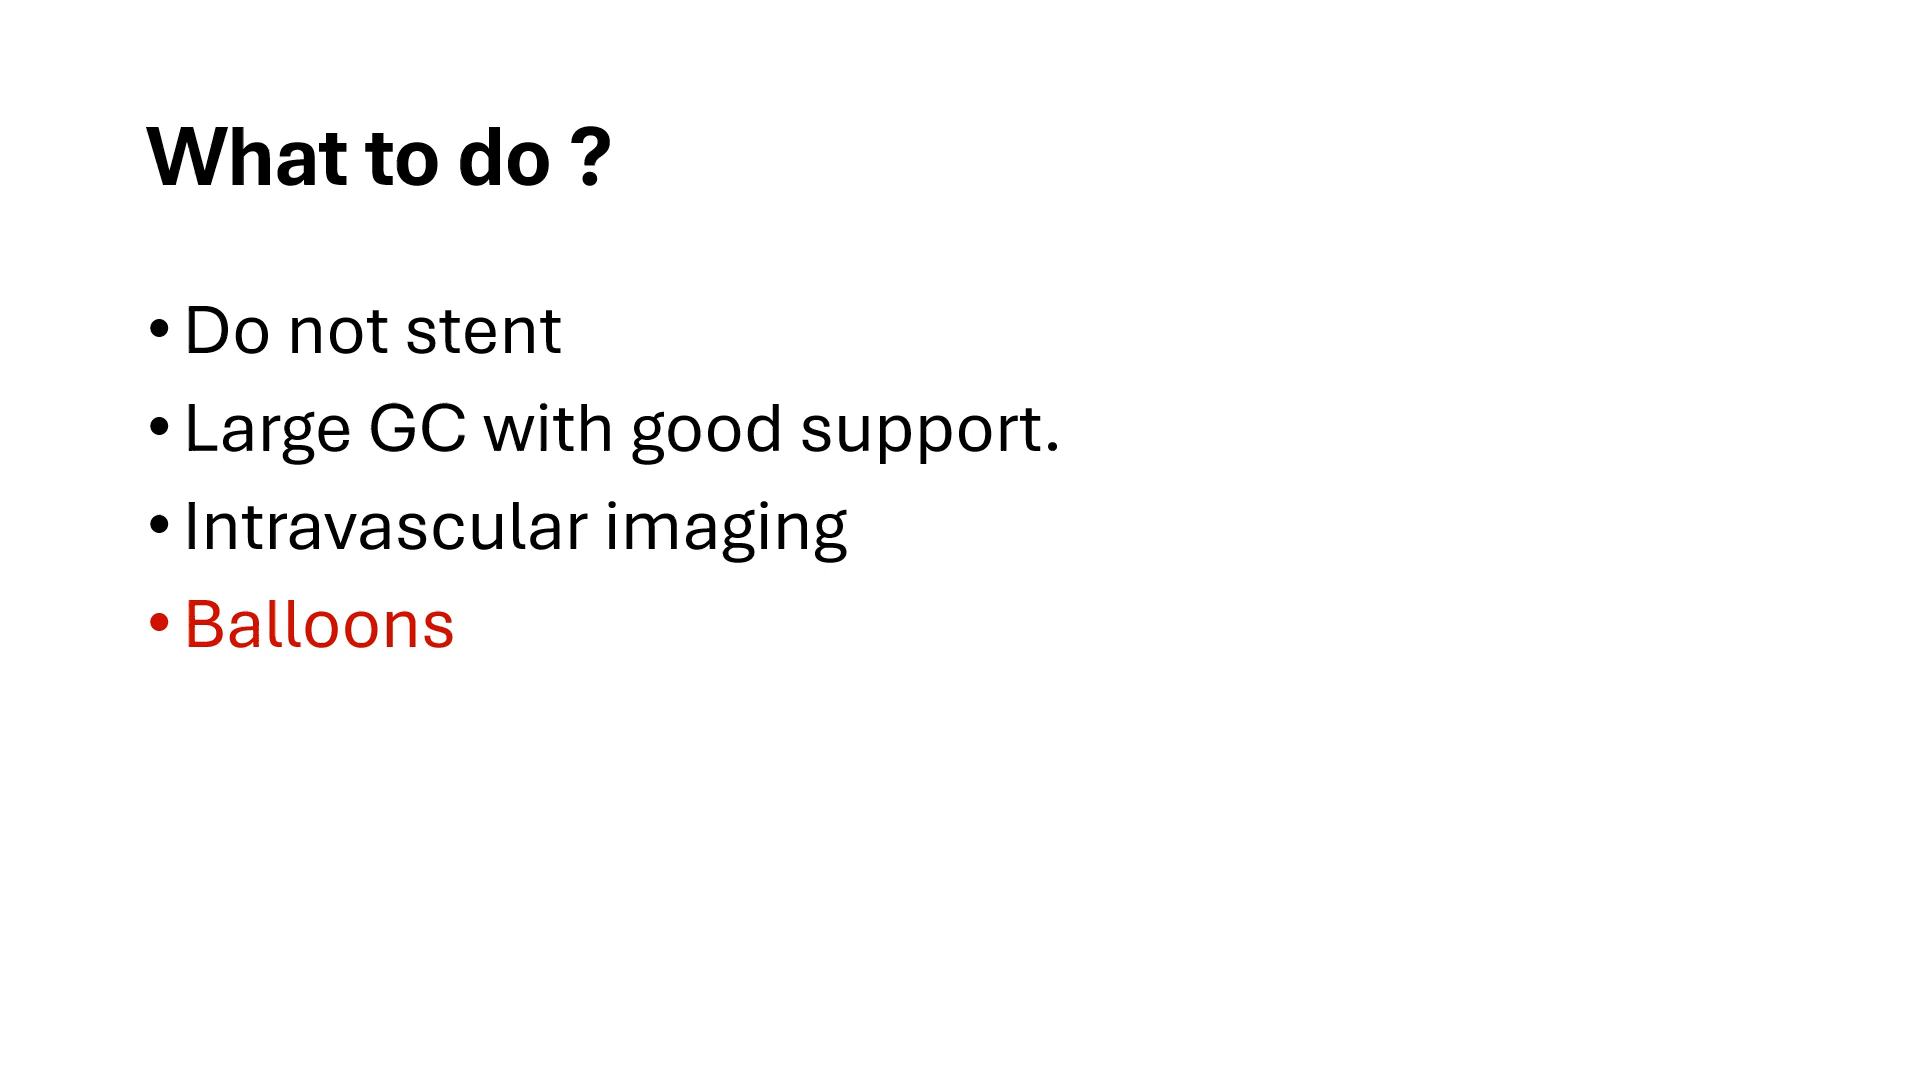 What to do ?
• Do not stent
• Large GC with good support.
• Intravascular imaging
• Balloons